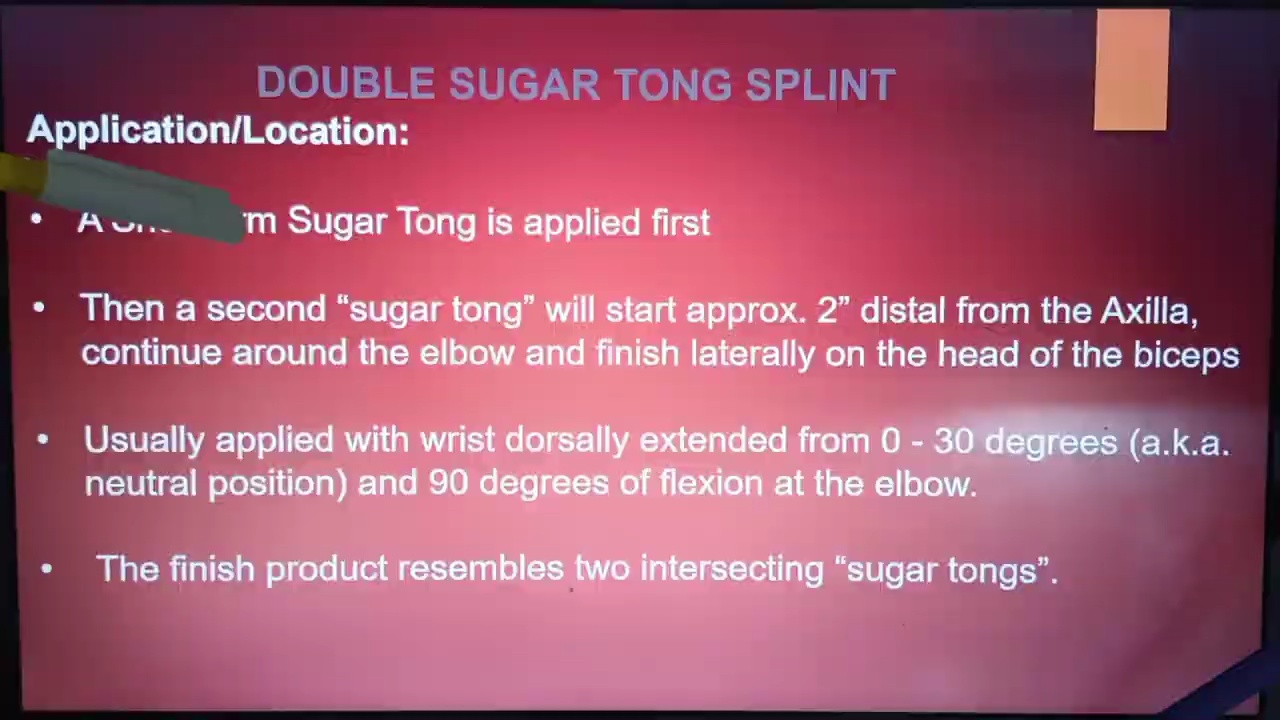 DOUBLE SUGAR TONG SPLINT
Application/Location:
• A Sugar Tong is applied first
• Then a second “sugar tong” will start approx. 2” distal from the Axilla,
continue around the elbow and finish laterally on the head of the biceps
• Usually applied with wrist dorsally extended from 0 - 30 degrees (a.k.a.
neutral position) and 90 degrees of flexion at the elbow.
• The finish product resembles two intersecting “sugar tongs”.